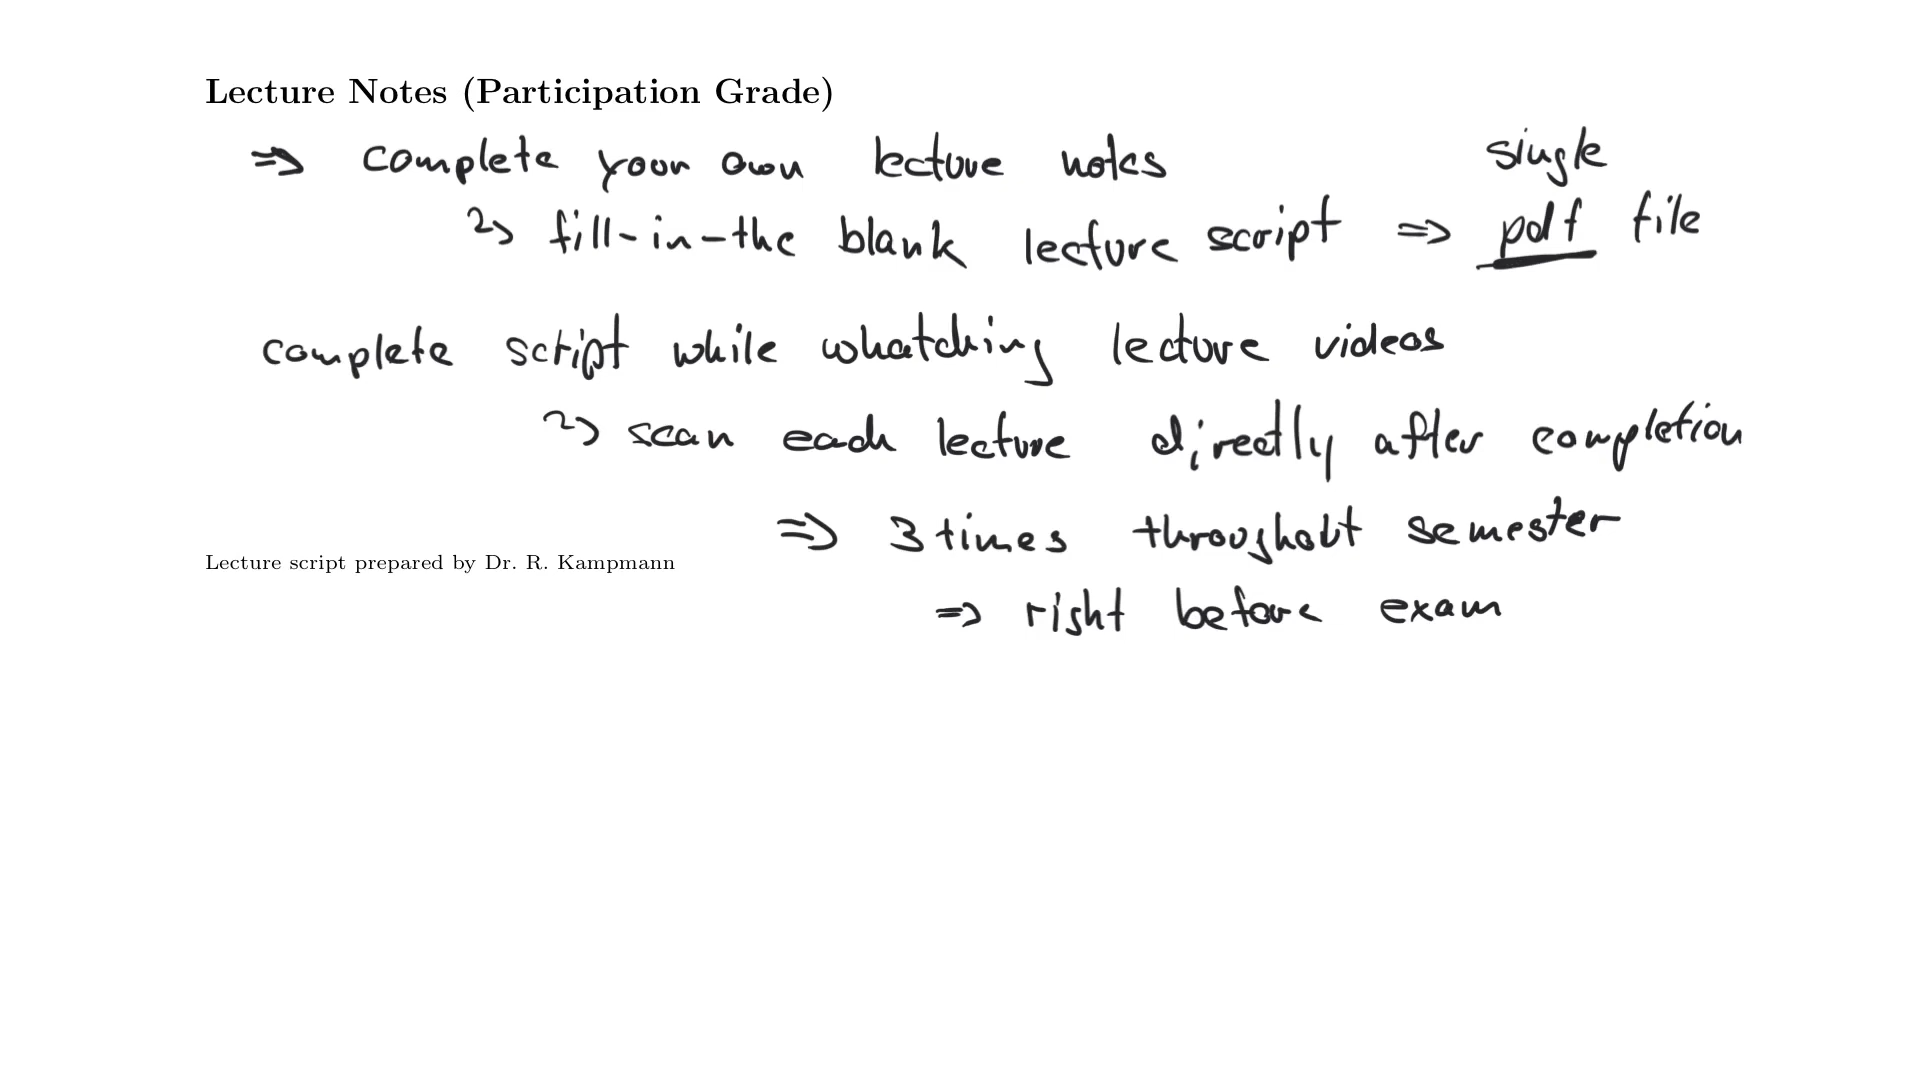 Lecture Notes (Participation Grade)
⇒ complete your own lecture notes
↝ fill-in-the blank lecture script ⇒ single pdf file
complete script while whatching lecture videos
↝ scan each lecture directly after completion
⇒ 3 times throughout semester
Lecture script prepared by Dr. R. Kampmann
⇒ right before exam